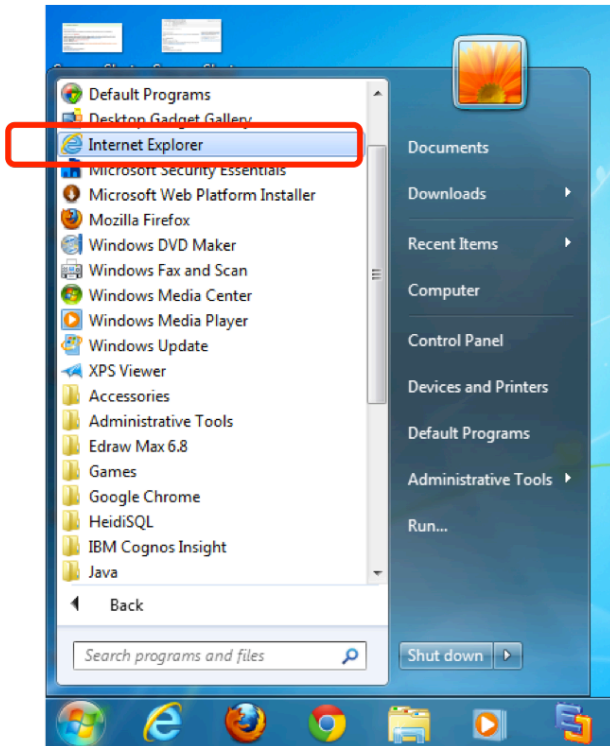 Default Programs
Desktop Gadget Gallery
Internet Explorer
Microsoft Security Essentials
Microsoft Web Platform Installer
Mozilla Firefox
Windows DVD Maker
Windows Fax and Scan
Windows Media Center
Windows Media Player
Windows Update
XPS Viewer
Accessories
Administrative Tools
Edraw Max 6.8
Games
Google Chrome
HeidiSQL
IBM Cognos Insight
Java
Back
Search programs and files
Documents
Downloads
Recent Items
Computer
Control Panel
Devices and Printers
Default Programs
Administrative Tools
Run...
Shut down